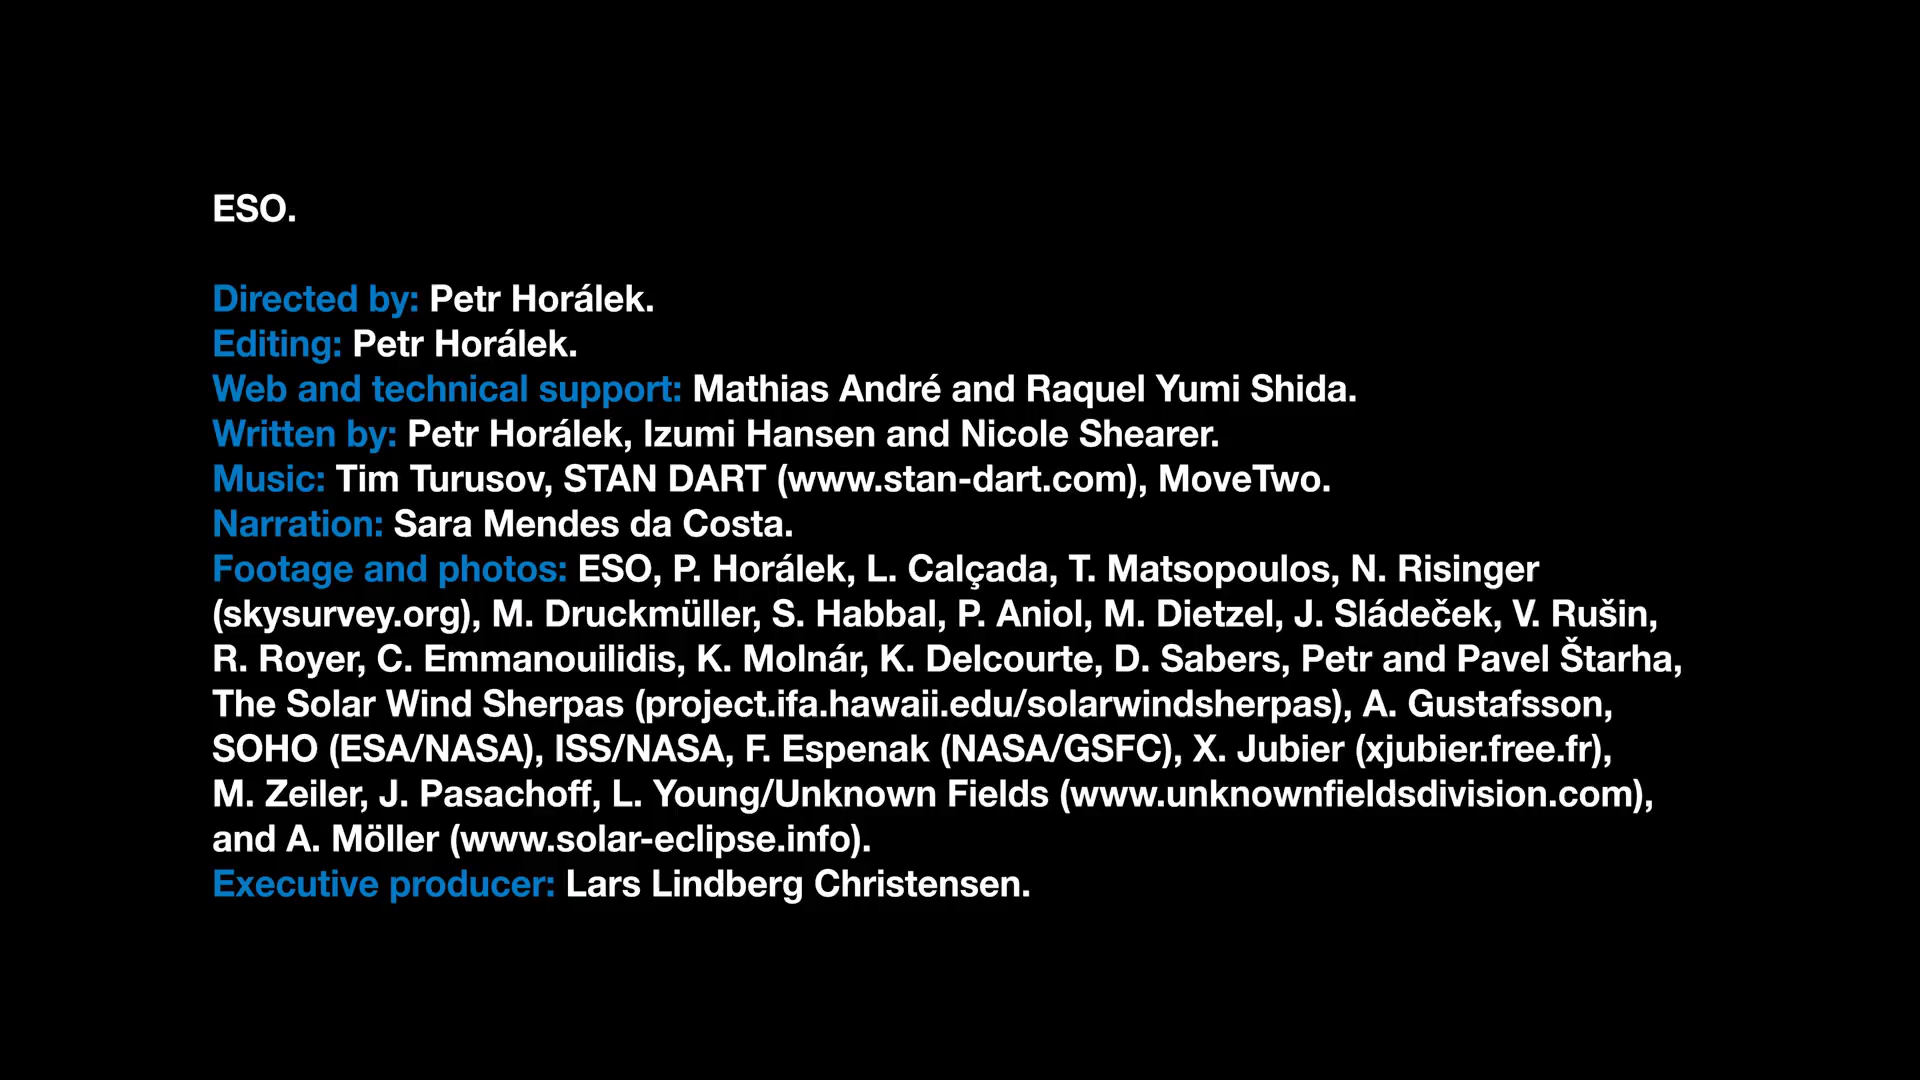 ESO.
Directed by: Petr Horálek.
Editing: Petr Horálek.
Web and technical support: Mathias André and Raquel Yumi Shida.
Written by: Petr Horálek, Izumi Hansen and Nicole Shearer.
Music: Tim Turusov, STAN DART (www.stan-dart.com), MoveTwo.
Narration: Sara Mendes da Costa.
Footage and photos: ESO, P. Horálek, L. Calçada, T. Matsopoulos, N. Risinger
(skysurvey.org), M. Druckmüller, S. Habbal, P. Aniol, M. Dietzel, J. Sládeček, V. Rušin,
R. Royer, C. Emmanouilidis, K. Molnár, K. Delcourte, D. Sabers, Petr and Pavel Štarha,
The Solar Wind Sherpas (project.ifa.hawaii.edu/solarwindsherpas), A. Gustafsson,
SOHO (ESA/NASA), ISS/NASA, F. Espenak (NASA/GSFC), X. Jubier (xjubier.free.fr),
M. Zeiler, J. Pasachoff, L. Young/Unknown Fields (www.unknownfieldsdivision.com),
and A. Möller (www.solar-eclipse.info).
Executive producer: Lars Lindberg Christensen.